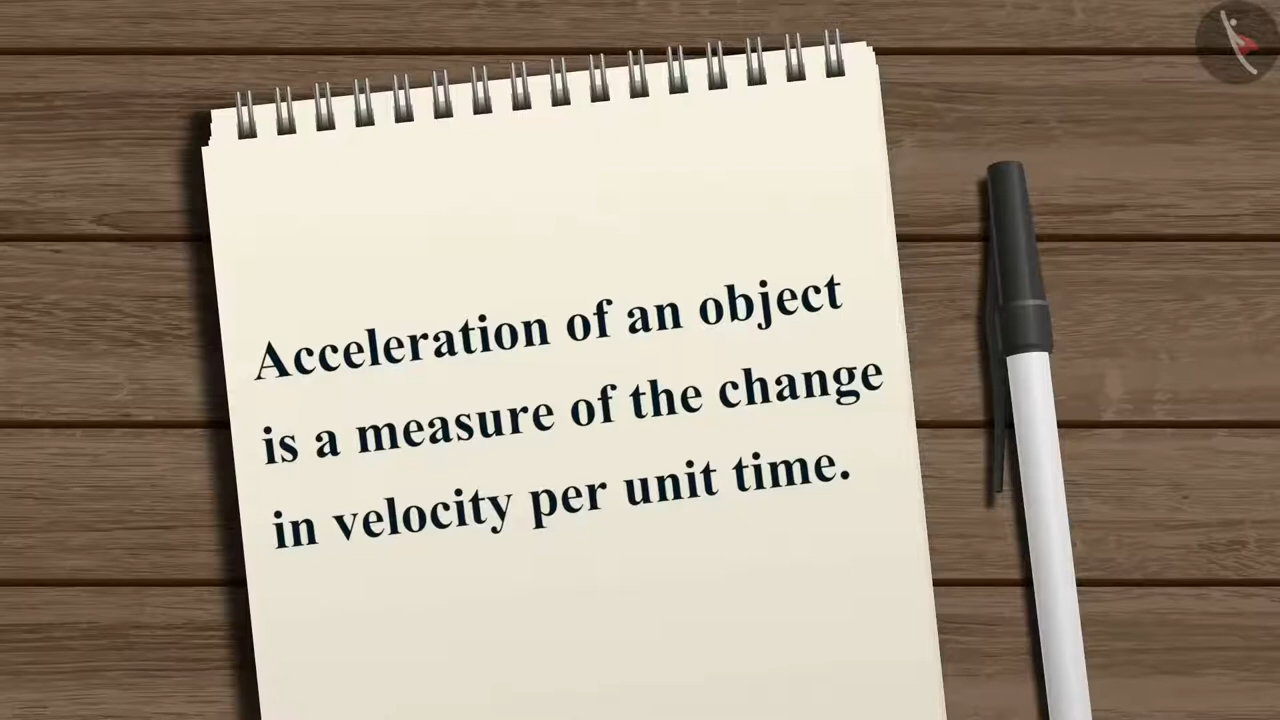 Acceleration of an object
is a measure of the change
in velocity per unit time.